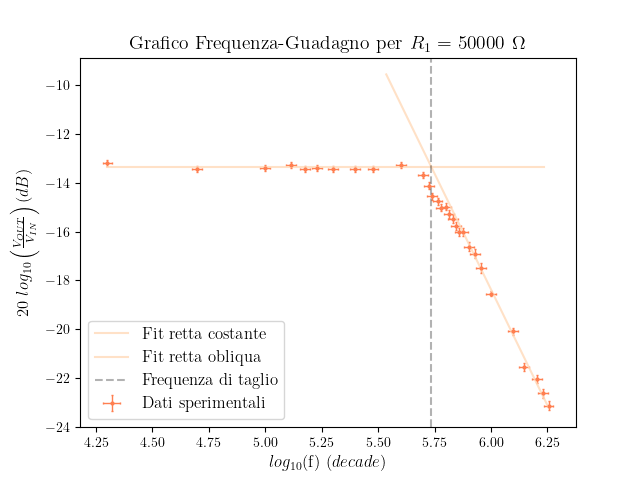 Grafico Frequenza-Guadagno per R₁ = 50000 Ω
20 log₁₀(V_OUT/V_IN) (dB)
−10
−12
−14
−16
−18
−20
−22
−24
Fit retta costante
Fit retta obliqua
Frequenza di taglio
Dati sperimentali
4.25 4.50 4.75 5.00 5.25 5.50 5.75 6.00 6.25
log₁₀(f) (decade)